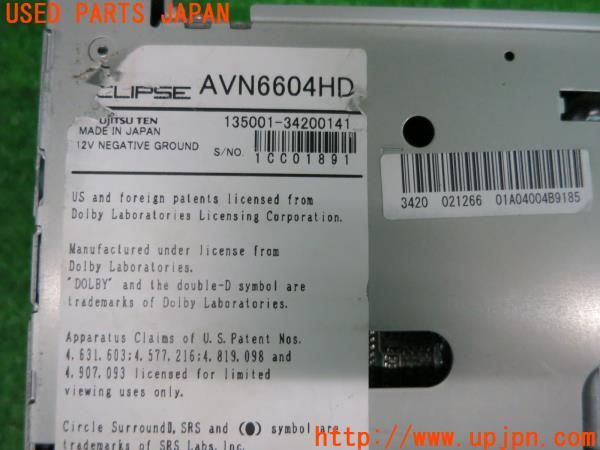 USED PARTS JAPAN
ECLIPSE AVN6604HD
FUJITSU TEN 135001-34200141
MADE IN JAPAN
12V NEGATIVE GROUND S/NO. 1CC01891
3420 021266 01A04004B9185
US and foreign patents licensed from
Dolby Laboratories Licensing Corporation.
Manufactured under license from
Dolby Laboratories.
"DOLBY" and the double-D symbol are
trademarks of Dolby Laboratories.
Apparatus Claims of U.S. Patent Nos.
4,631,603;4,577,216;4,819,098 and
4,907,093 licensed for limited
viewing uses only.
Circle SurroundⅡ, SRS and (●) symbol are
trademarks of SRS Labs, Inc.
UPJ http://www.upjpn.com